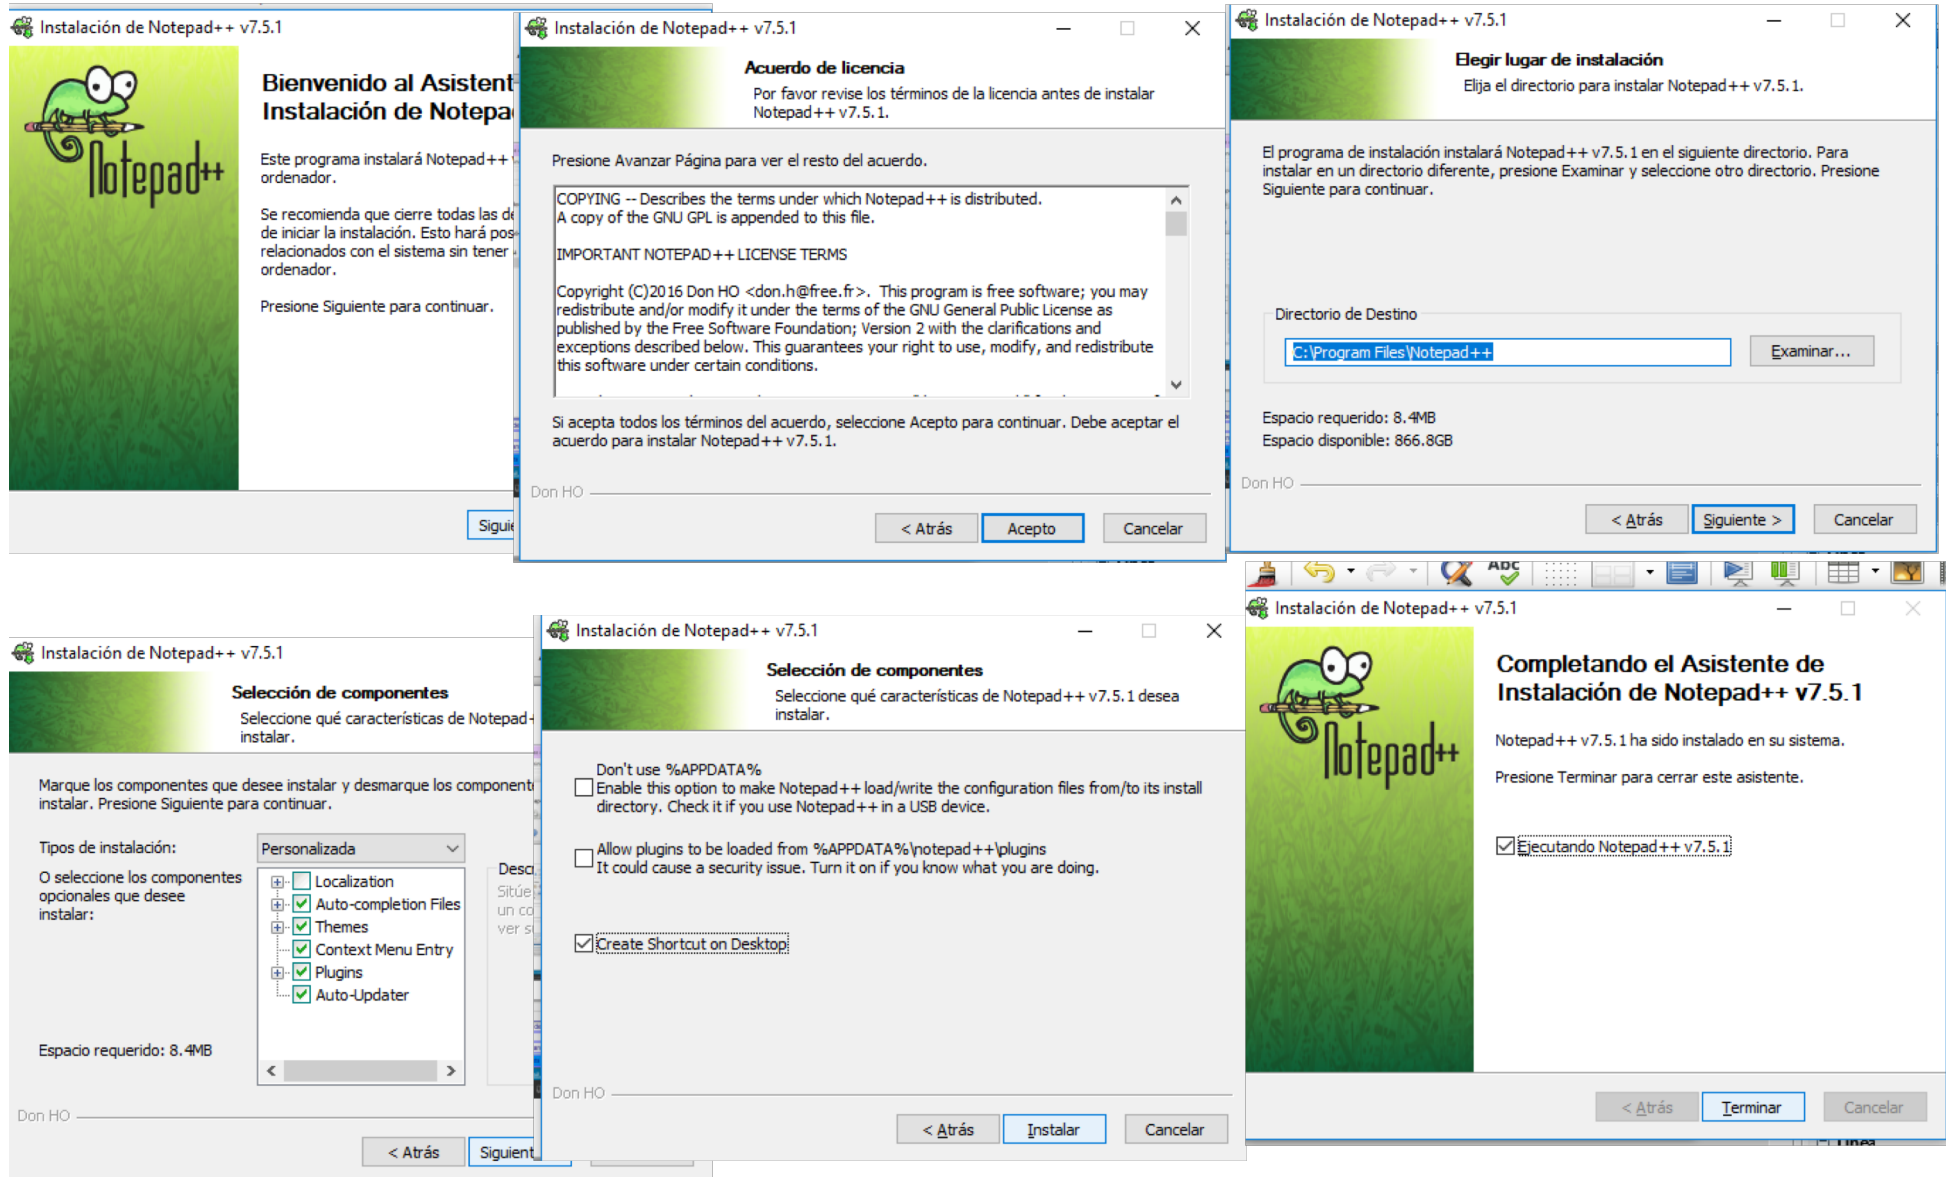 Instalación de Notepad++ v7.5.1
Notepad++
Bienvenido al Asistent
Instalación de Notepa
Este programa instalará Notepad++
ordenador.
Se recomienda que cierre todas las de
de iniciar la instalación. Esto hará pos
relacionados con el sistema sin tener
ordenador.
Presione Siguiente para continuar.
Siguie
Instalación de Notepad++ v7.5.1
Acuerdo de licencia
Por favor revise los términos de la licencia antes de instalar
Notepad++ v7.5.1.
Presione Avanzar Página para ver el resto del acuerdo.
COPYING -- Describes the terms under which Notepad++ is distributed.
A copy of the GNU GPL is appended to this file.
IMPORTANT NOTEPAD++ LICENSE TERMS
Copyright (C)2016 Don HO <don.h@free.fr>. This program is free software; you may
redistribute and/or modify it under the terms of the GNU General Public License as
published by the Free Software Foundation; Version 2 with the clarifications and
exceptions described below. This guarantees your right to use, modify, and redistribute
this software under certain conditions.
Si acepta todos los términos del acuerdo, seleccione Acepto para continuar. Debe aceptar el
acuerdo para instalar Notepad++ v7.5.1.
Don HO
< Atrás Acepto Cancelar
Instalación de Notepad++ v7.5.1
Elegir lugar de instalación
Elija el directorio para instalar Notepad++ v7.5.1.
El programa de instalación instalará Notepad++ v7.5.1 en el siguiente directorio. Para
instalar en un directorio diferente, presione Examinar y seleccione otro directorio. Presione
Siguiente para continuar.
Directorio de Destino
C:\Program Files\Notepad++ Examinar...
Espacio requerido: 8.4MB
Espacio disponible: 866.8GB
Don HO
< Atrás Siguiente > Cancelar
Instalación de Notepad++ v7.5.1
Selección de componentes
Seleccione qué características de Notepad+
instalar.
Marque los componentes que desee instalar y desmarque los component
instalar. Presione Siguiente para continuar.
Tipos de instalación: Personalizada
O seleccione los componentes
opcionales que desee
instalar:
Localization
Auto-completion Files
Themes
Context Menu Entry
Plugins
Auto-Updater
Desc
Sitúe
un co
ver s
Espacio requerido: 8.4MB
Don HO
< Atrás Siguient
Instalación de Notepad++ v7.5.1
Selección de componentes
Seleccione qué características de Notepad++ v7.5.1 desea
instalar.
Don't use %APPDATA%
Enable this option to make Notepad++ load/write the configuration files from/to its install
directory. Check it if you use Notepad++ in a USB device.
Allow plugins to be loaded from %APPDATA%\notepad++\plugins
It could cause a security issue. Turn it on if you know what you are doing.
Create Shortcut on Desktop
Don HO
< Atrás Instalar Cancelar
ABC
Instalación de Notepad++ v7.5.1
Notepad++
Completando el Asistente de
Instalación de Notepad++ v7.5.1
Notepad++ v7.5.1 ha sido instalado en su sistema.
Presione Terminar para cerrar este asistente.
Ejecutando Notepad++ v7.5.1
< Atrás Terminar Cancelar